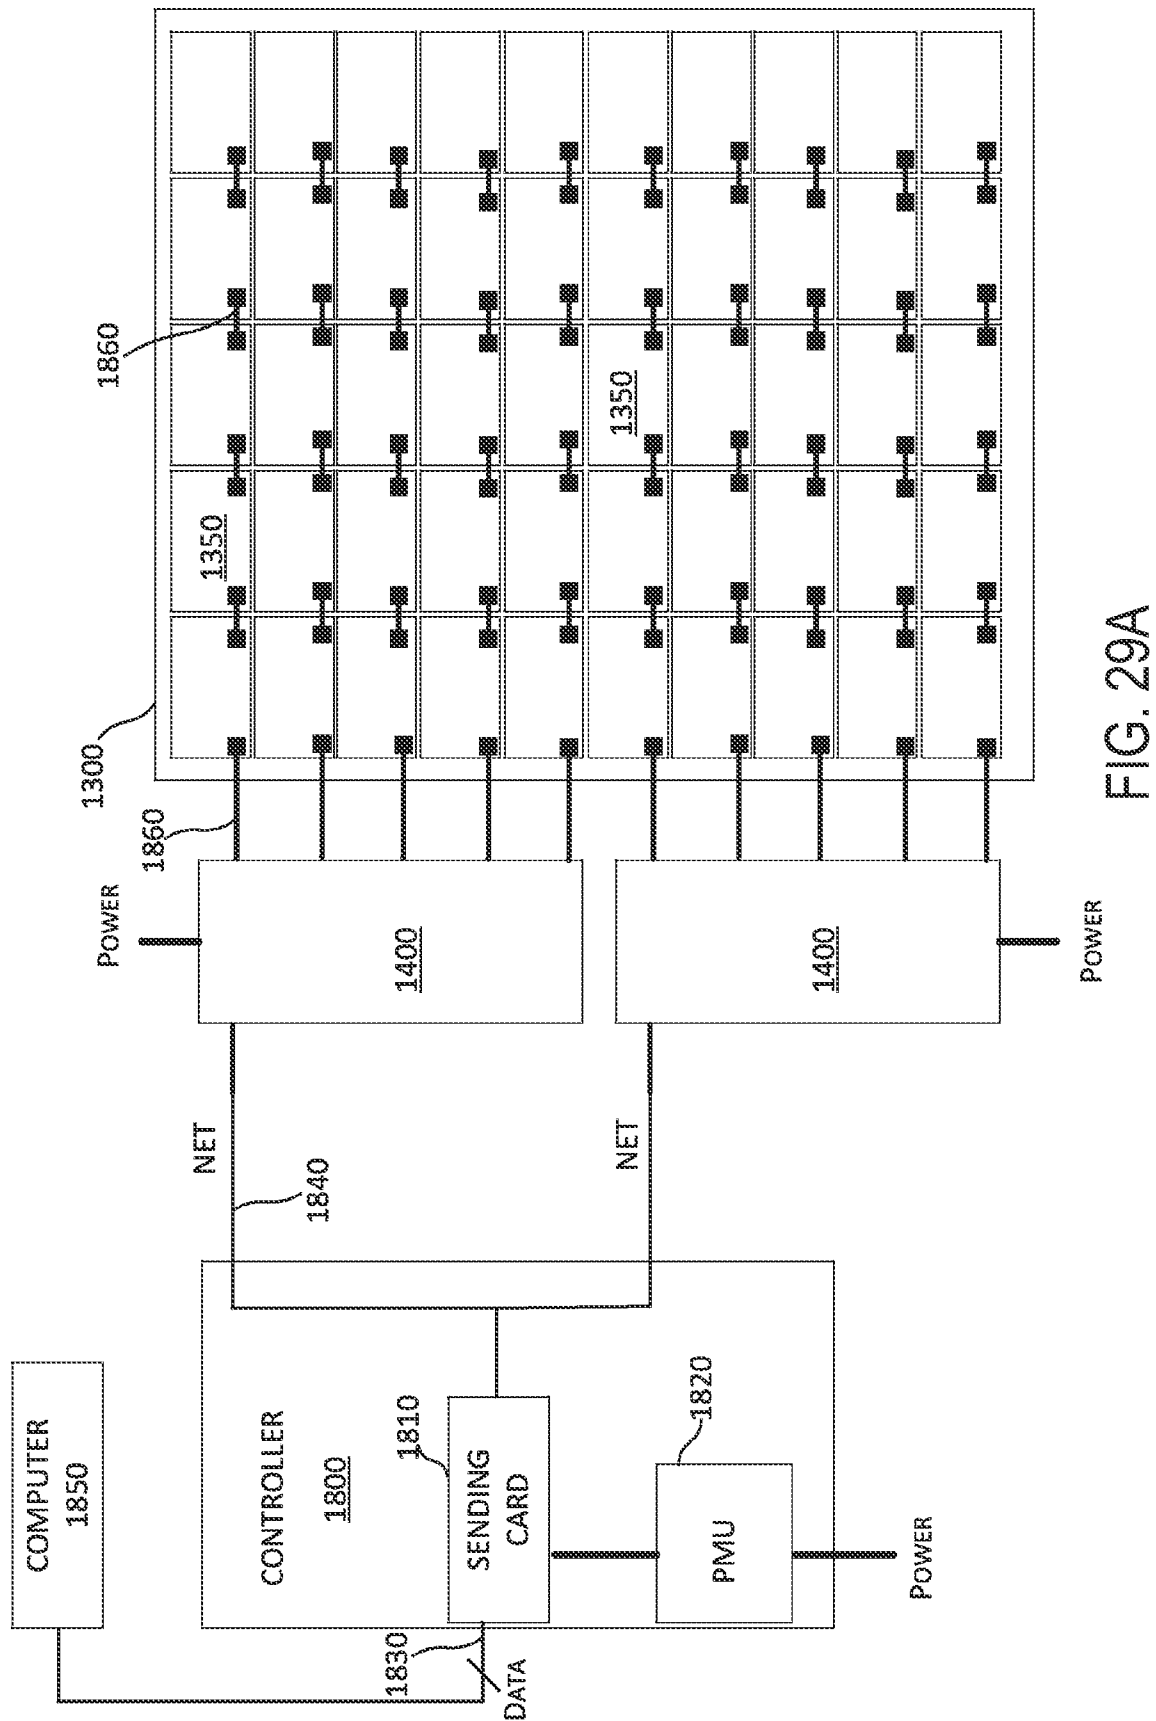 COMPUTER
1850
CONTROLLER
1800
1810
SENDING
CARD
1820
PMU
POWER
1830
DATA
NET
1840
NET
POWER
1400
1400
POWER
1860
1300
1860
1350
1350
FIG. 29A